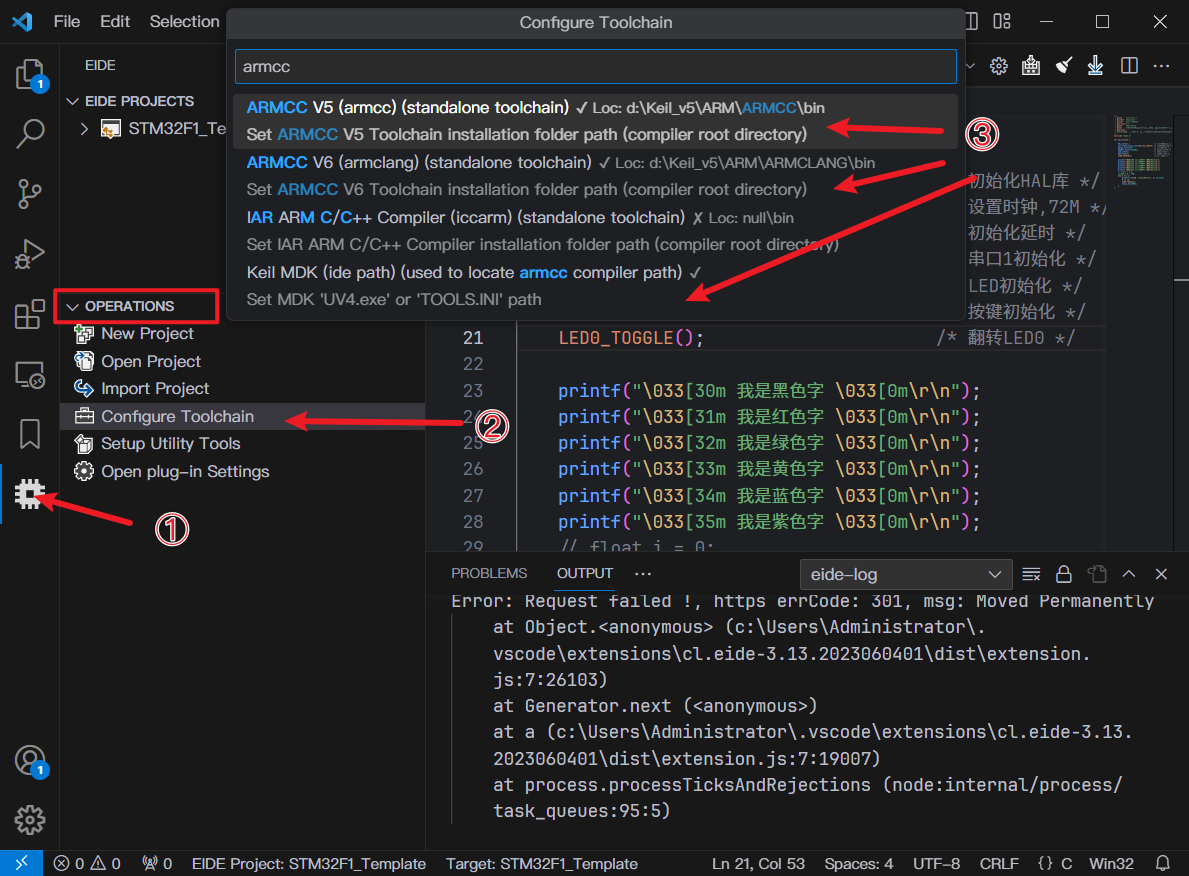 File Edit Selection
Configure Toolchain
armcc
ARMCC V5 (armcc) (standalone toolchain) ✓ Loc: d:\Keil_v5\ARM\ARMCC\bin
Set ARMCC V5 Toolchain installation folder path (compiler root directory)
ARMCC V6 (armclang) (standalone toolchain) ✓ Loc: d:\Keil_v5\ARM\ARMCLANG\bin
Set ARMCC V6 Toolchain installation folder path (compiler root directory)
IAR ARM C/C++ Compiler (iccarm) (standalone toolchain) ✗ Loc: null\bin
Set IAR ARM C/C++ Compiler installation folder path (compiler root directory)
Keil MDK (ide path) (used to locate armcc compiler path) ✓
Set MDK 'UV4.exe' or 'TOOLS.INI' path
③
1
EIDE
EIDE PROJECTS
STM32F1_Te
OPERATIONS
New Project
Open Project
Import Project
Configure Toolchain
Setup Utility Tools
Open plug-in Settings
②
①
初始化HAL库 */
设置时钟,72M */
初始化延时 */
串口1初始化 */
LED初始化 */
按键初始化 */
21 LED0_TOGGLE(); /* 翻转LED0 */
22
23 printf("\033[30m 我是黑色字 \033[0m\r\n");
24 printf("\033[31m 我是红色字 \033[0m\r\n");
25 printf("\033[32m 我是绿色字 \033[0m\r\n");
26 printf("\033[33m 我是黄色字 \033[0m\r\n");
27 printf("\033[34m 我是蓝色字 \033[0m\r\n");
28 printf("\033[35m 我是紫色字 \033[0m\r\n");
29 // float i = 0;
PROBLEMS OUTPUT ··· eide-log
Error: Request failed !, https errCode: 301, msg: Moved Permanently
at Object.<anonymous> (c:\Users\Administrator\.
vscode\extensions\cl.eide-3.13.2023060401\dist\extension.
js:7:26103)
at Generator.next (<anonymous>)
at a (c:\Users\Administrator\.vscode\extensions\cl.eide-3.13.
2023060401\dist\extension.js:7:19007)
at process.processTicksAndRejections (node:internal/process/
task_queues:95:5)
1
0 0 0 EIDE Project: STM32F1_Template Target: STM32F1_Template Ln 21, Col 53 Spaces: 4 UTF-8 CRLF {} C Win32